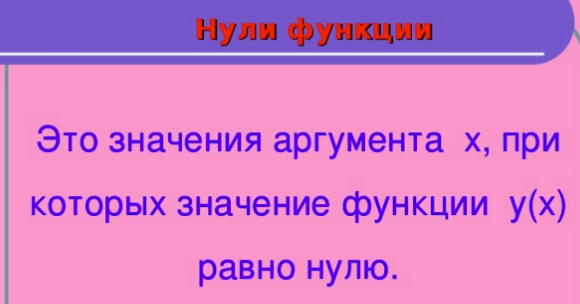 Нули функции
Это значения аргумента x, при
которых значение функции y(x)
равно нулю.